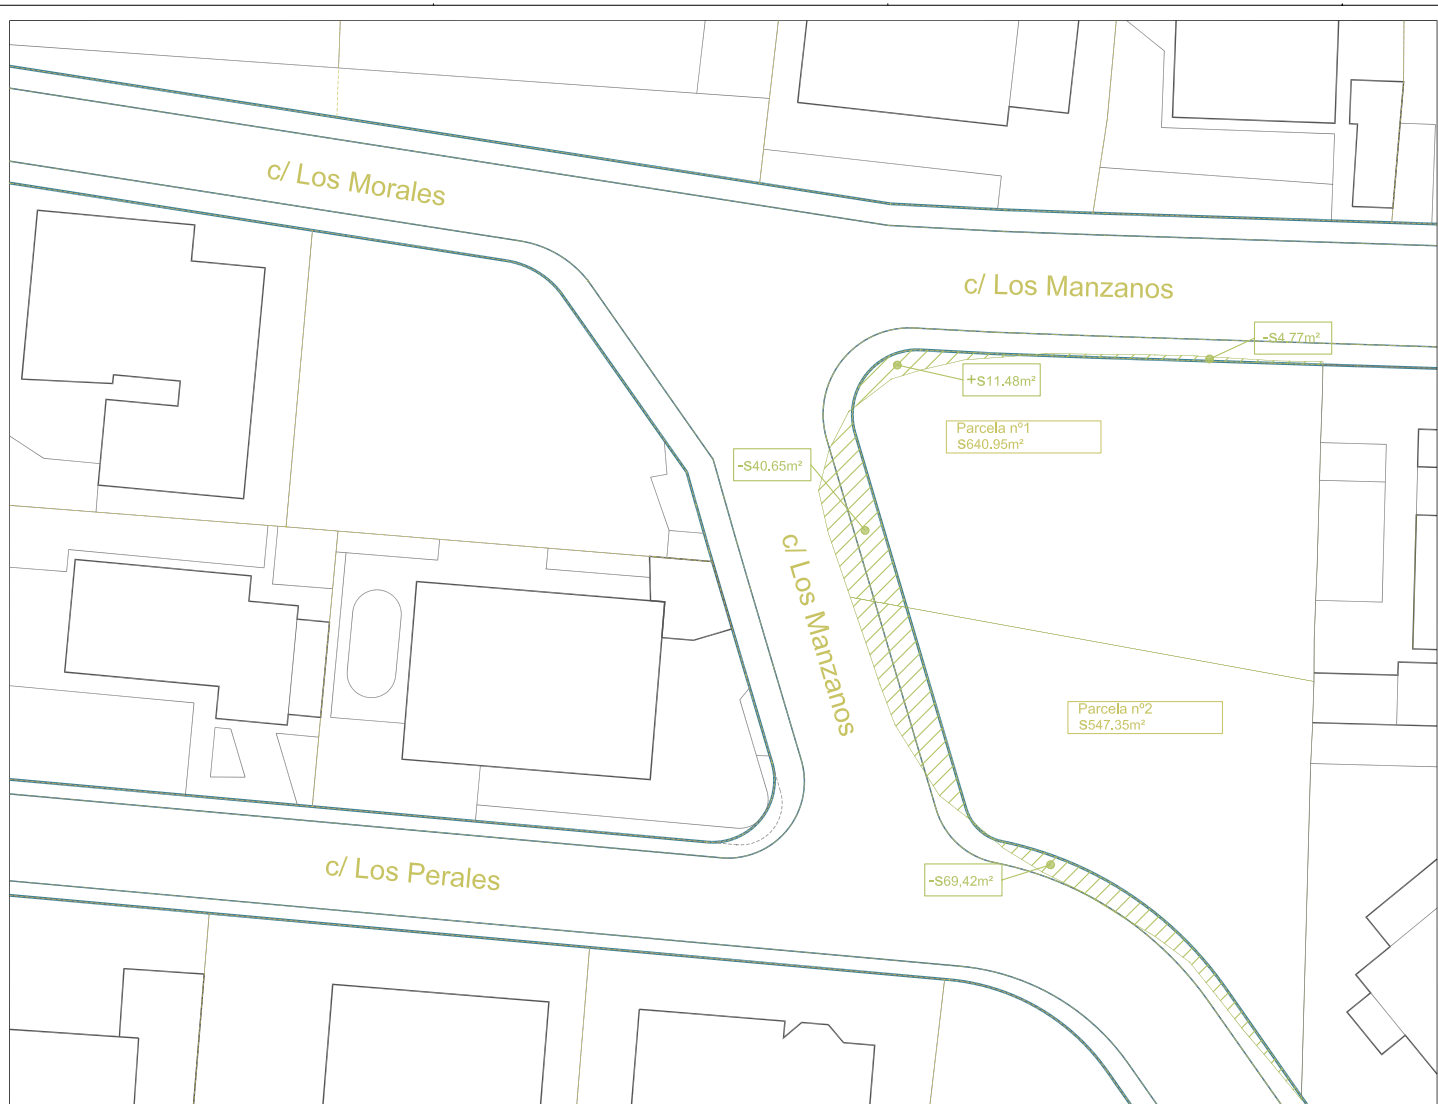 c/ Los Morales
c/ Los Manzanos
-S4.77m²
+S11.48m²
Parcela nº1
S640.95m²
-S40.65m²
c/ Los Manzanos
Parcela nº2
S547.35m²
c/ Los Perales
-S69,42m²